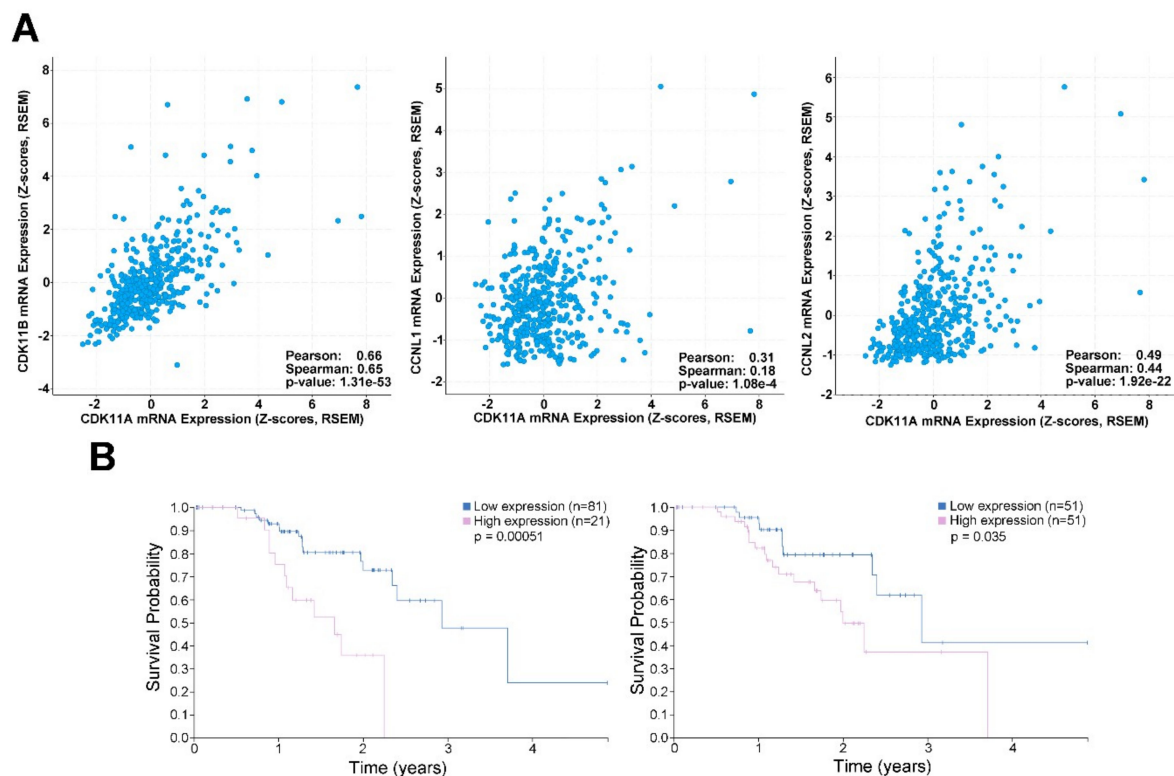 A
CDK11B mRNA Expression (Z-scores, RSEM)
8
6
4
2
0
-2
-4
-2 0 2 4 6 8
CDK11A mRNA Expression (Z-scores, RSEM)
Pearson: 0.66
Spearman: 0.65
p-value: 1.31e-53
CCNL1 mRNA Expression (Z-scores, RSEM)
5
4
3
2
1
0
-1
-2
-2 0 2 4 6 8
CDK11A mRNA Expression (Z-scores, RSEM)
Pearson: 0.31
Spearman: 0.18
p-value: 1.08e-4
CCNL2 mRNA Expression (Z-scores, RSEM)
6
5
4
3
2
1
0
-1
-2
-2 0 2 4 6 8
CDK11A mRNA Expression (Z-scores, RSEM)
Pearson: 0.49
Spearman: 0.44
p-value: 1.92e-22
B
Low expression (n=81)
High expression (n=21)
p = 0.00051
Survival Probability
1.0
0.9
0.8
0.7
0.6
0.5
0.4
0.3
0.2
0.1
0.0
0 1 2 3 4
Time (years)
Low expression (n=51)
High expression (n=51)
p = 0.035
Survival Probability
1.0
0.9
0.8
0.7
0.6
0.5
0.4
0.3
0.2
0.1
0.0
0 1 2 3 4
Time (years)